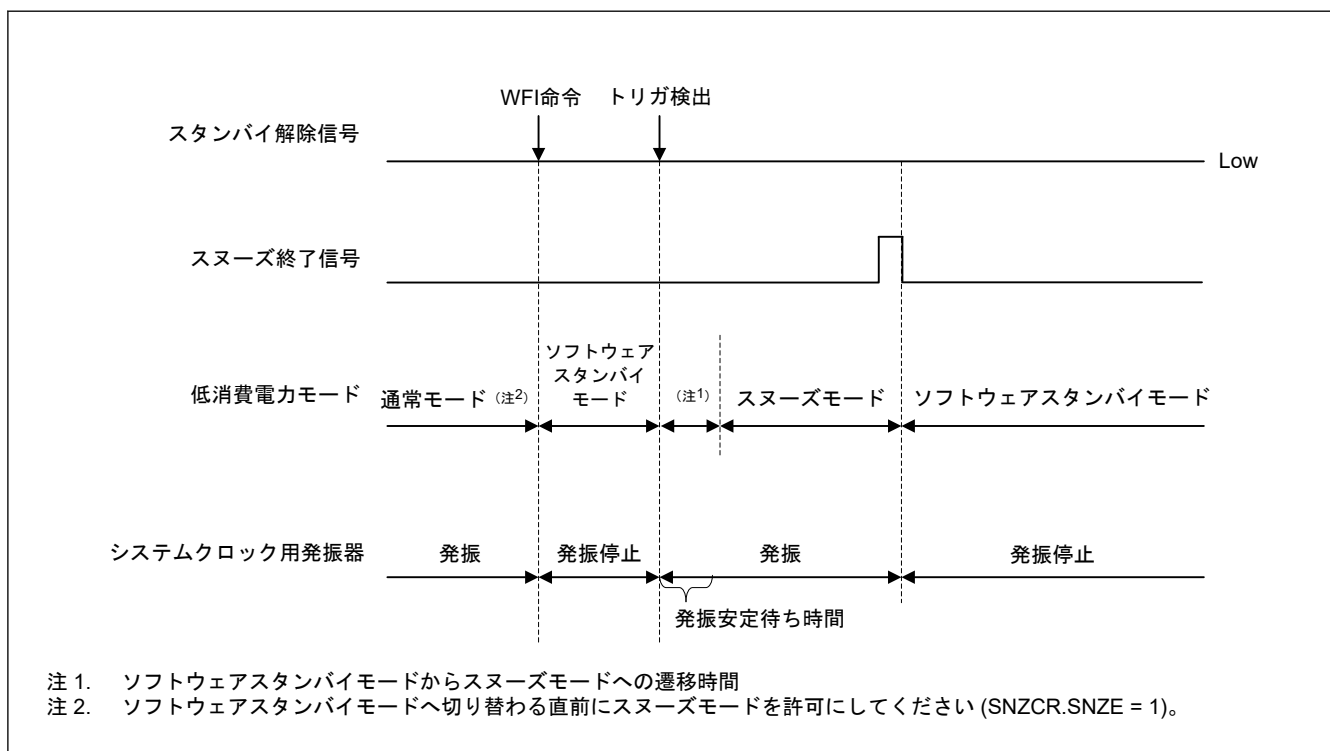 WFI命令 トリガ検出
スタンバイ解除信号
Low
スヌーズ終了信号
ソフトウェア
スタンバイ
モード
低消費電力モード
通常モード (注2)
(注1)
スヌーズモード
ソフトウェアスタンバイモード
システムクロック用発振器
発振
発振停止
発振
発振停止
発振安定待ち時間
注 1. ソフトウェアスタンバイモードからスヌーズモードへの遷移時間
注 2. ソフトウェアスタンバイモードへ切り替わる直前にスヌーズモードを許可にしてください (SNZCR.SNZE = 1)。